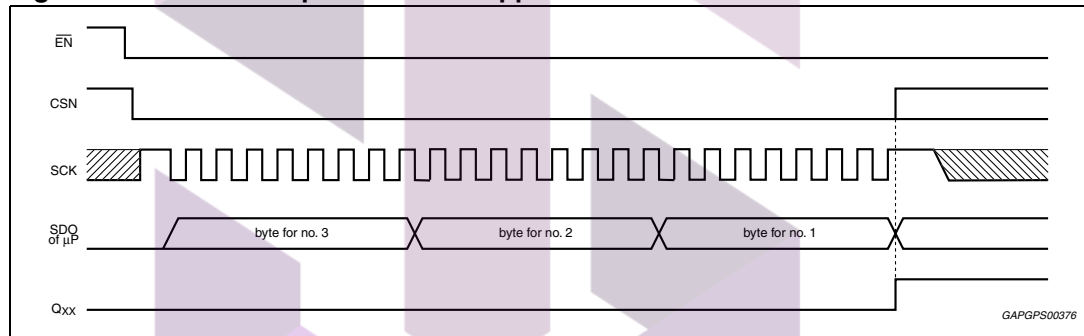 EN
CSN
SCK
SDO
of µP
byte for no. 3
byte for no. 2
byte for no. 1
QXX
GAPGPS00376